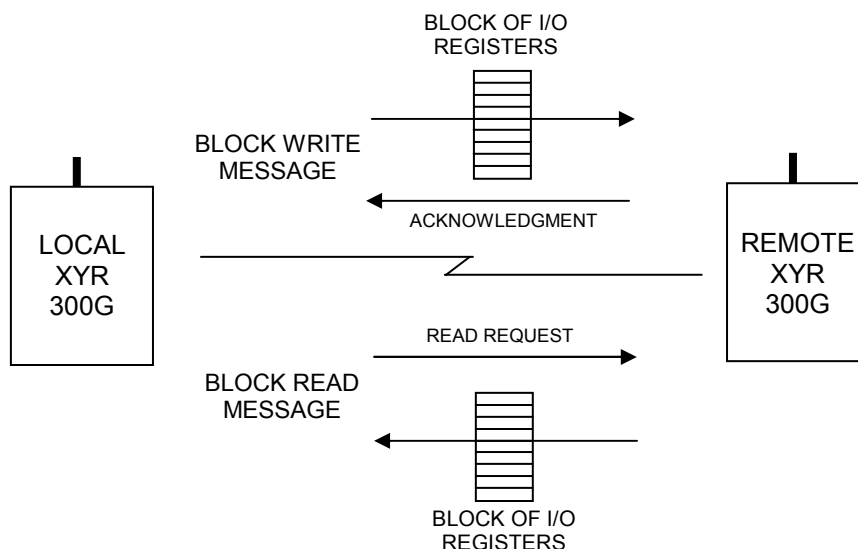 BLOCK OF I/O
REGISTERS
BLOCK WRITE
MESSAGE
ACKNOWLEDGMENT
LOCAL
XYR
300G
REMOTE
XYR
300G
READ REQUEST
BLOCK READ
MESSAGE
BLOCK OF I/O
REGISTERS